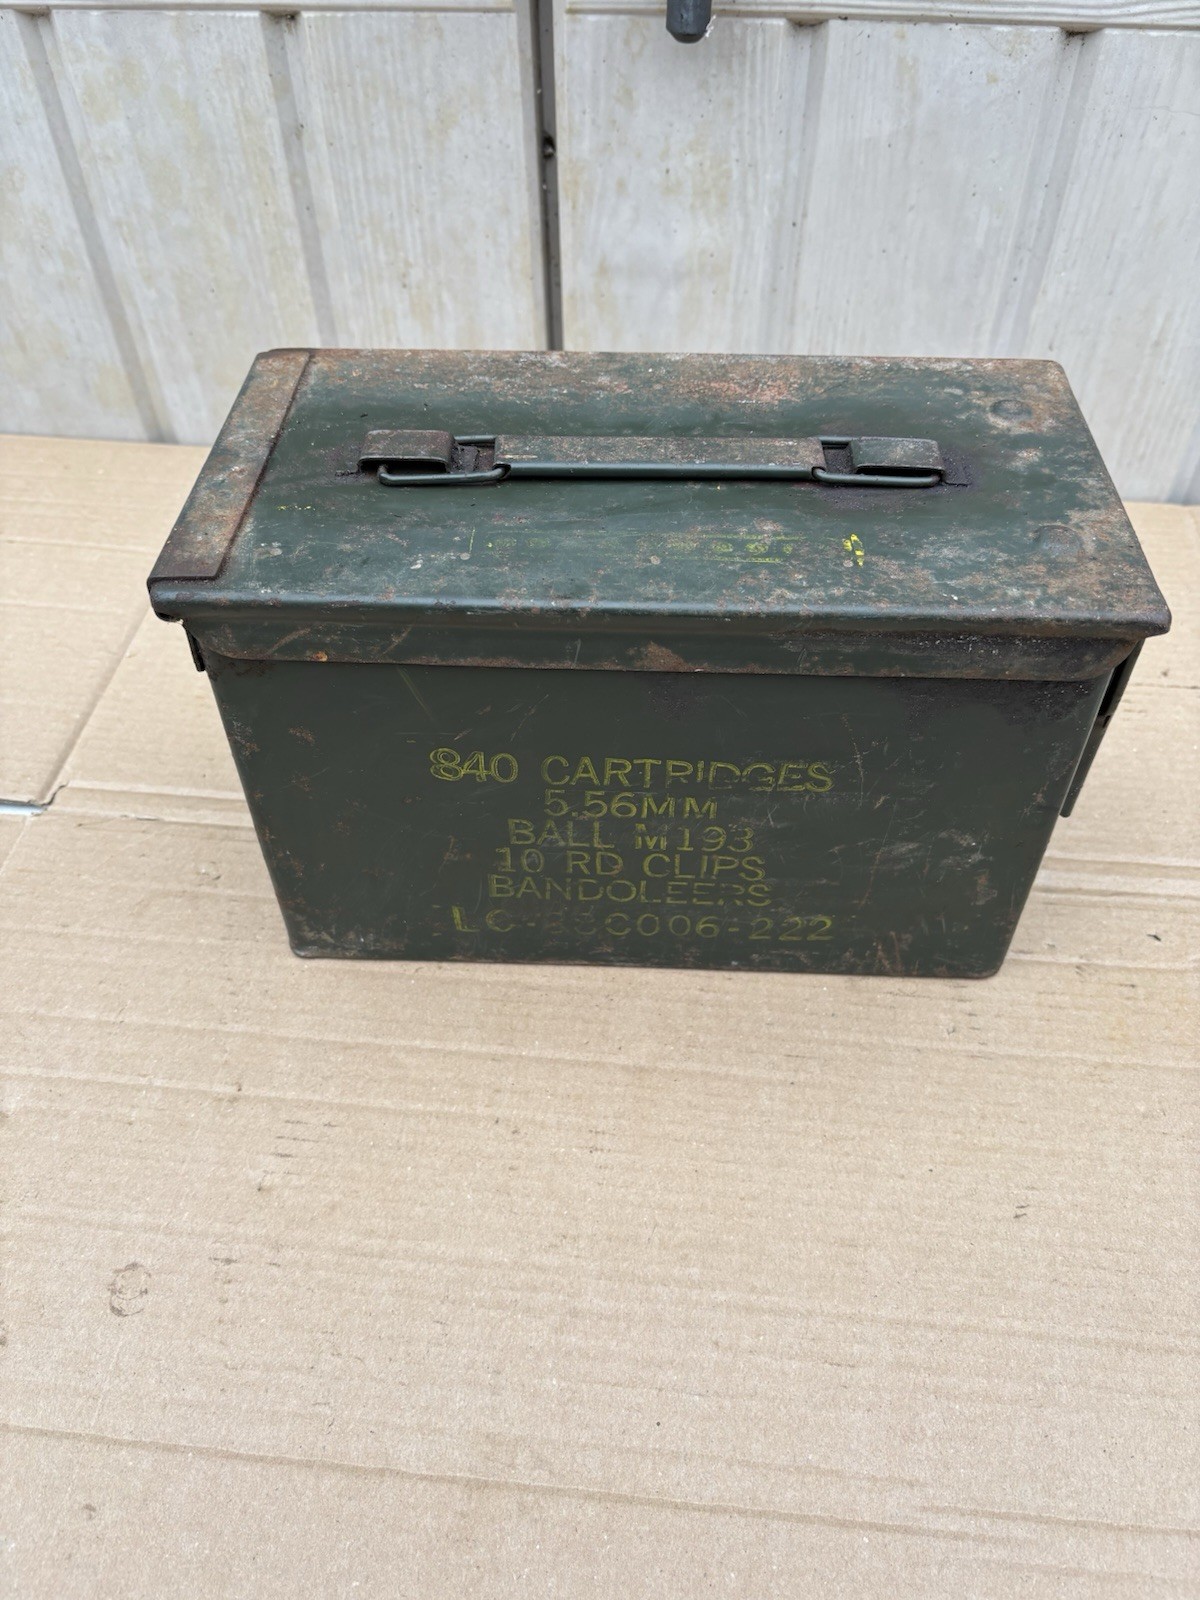 840 CARTRIDGES
5.56MM
BALL M193
10 RD CLIPS
BANDOLEERS